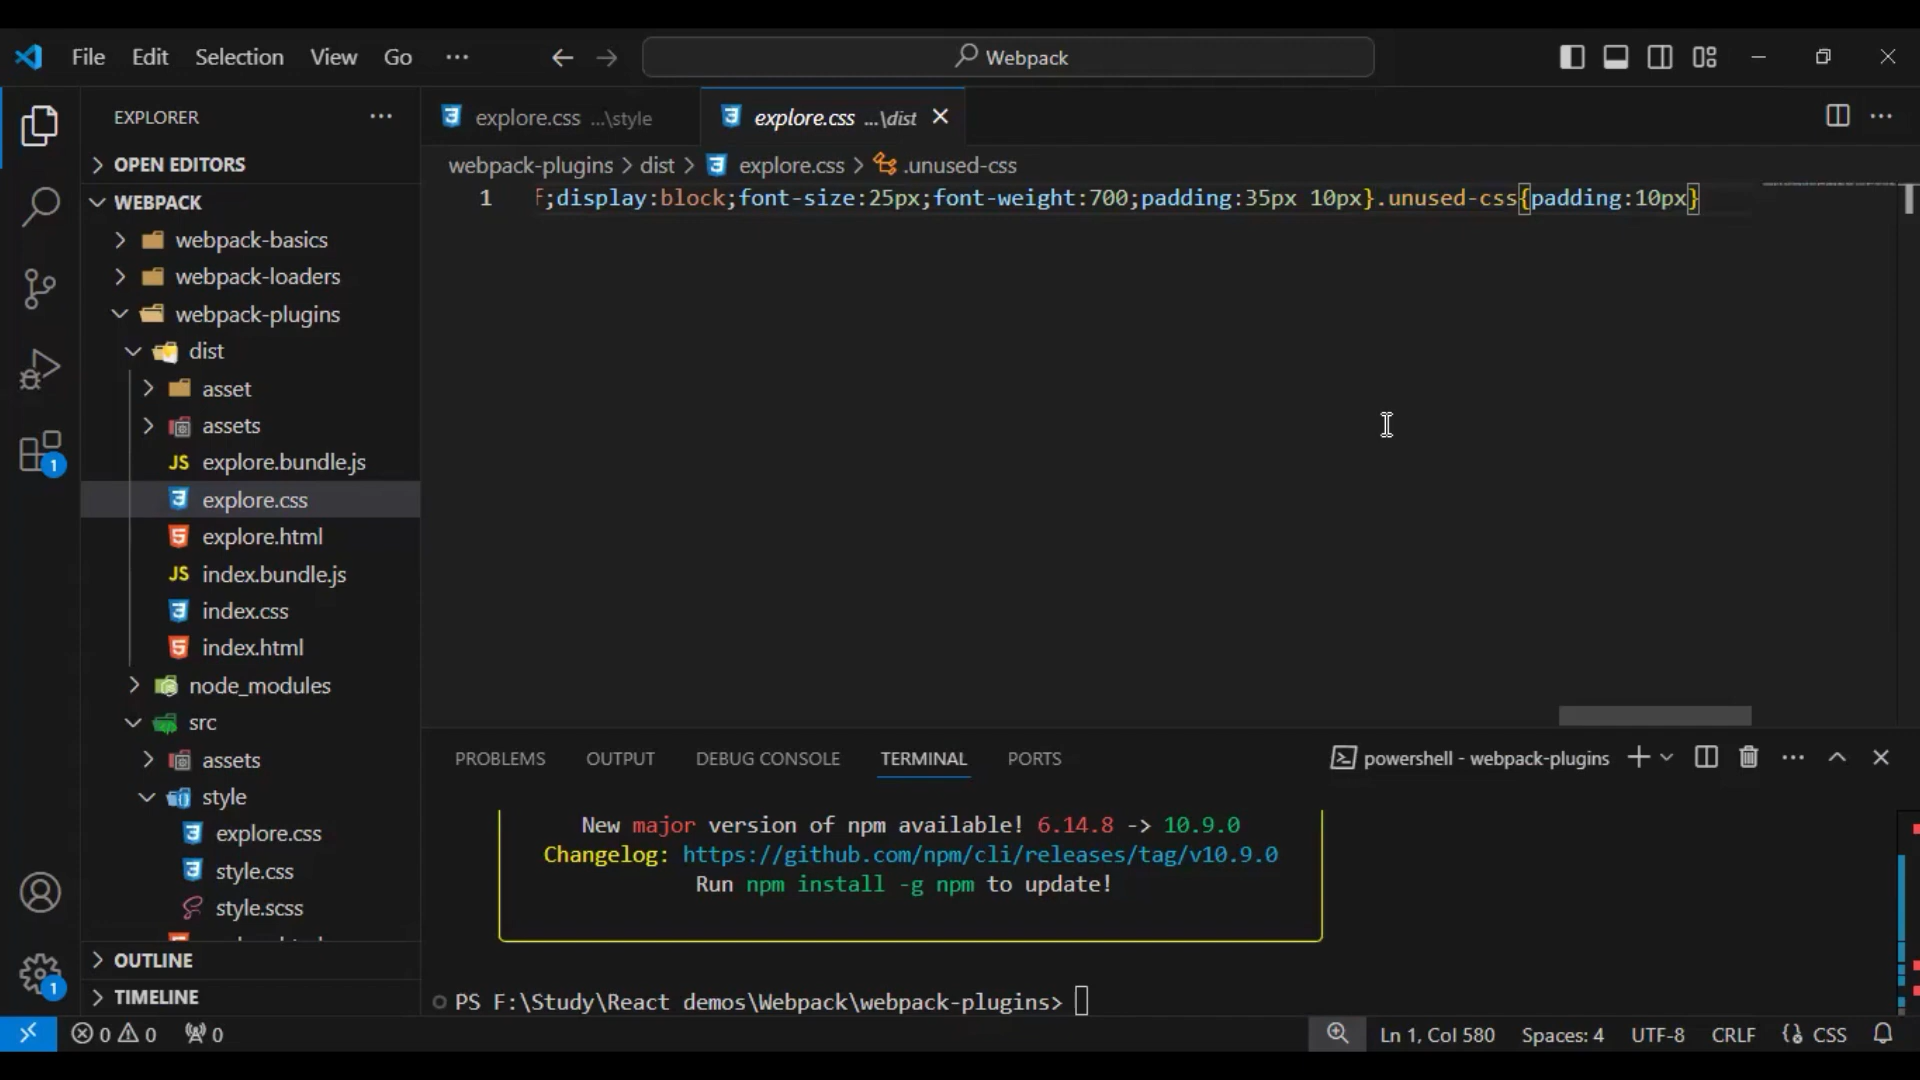 File Edit Selection View Go ···
Webpack
EXPLORER
explore.css ...\style
explore.css ...\dist
OPEN EDITORS
webpack-plugins > dist > explore.css > .unused-css
WEBPACK
1 F;display:block;font-size:25px;font-weight:700;padding:35px 10px}.unused-css{padding:10px}
webpack-basics
webpack-loaders
webpack-plugins
dist
asset
assets
JS explore.bundle.js
explore.css
explore.html
JS index.bundle.js
index.css
index.html
node_modules
src
assets
style
explore.css
style.css
style.scss
OUTLINE
TIMELINE
PROBLEMS OUTPUT DEBUG CONSOLE TERMINAL PORTS
powershell - webpack-plugins
New major version of npm available! 6.14.8 -> 10.9.0
Changelog: https://github.com/npm/cli/releases/tag/v10.9.0
Run npm install -g npm to update!
PS F:\Study\React demos\Webpack\webpack-plugins>
1
1
0 0 0
Ln 1, Col 580 Spaces: 4 UTF-8 CRLF CSS